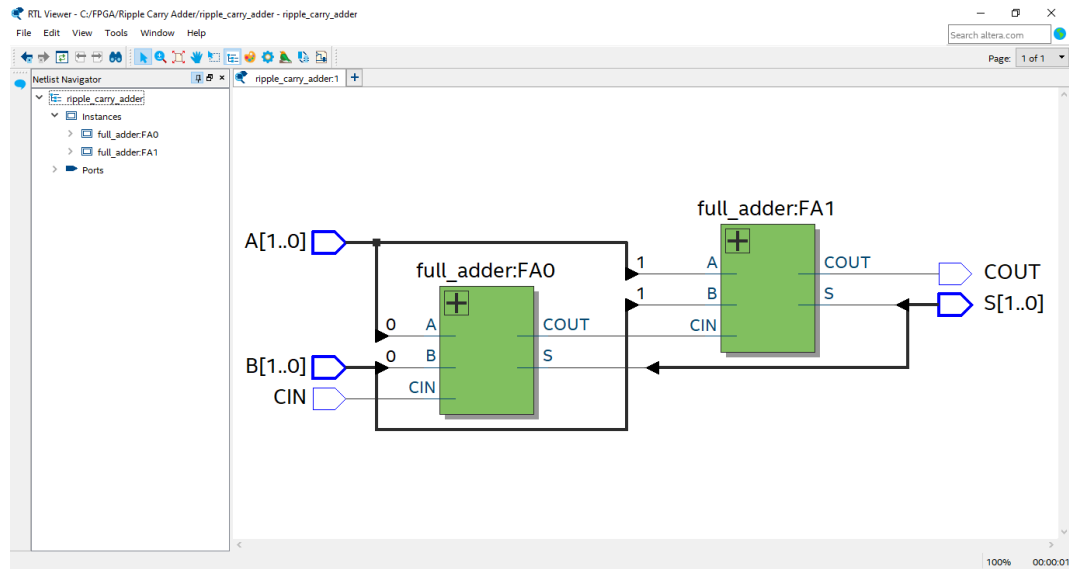 RTL Viewer - C:/FPGA/Ripple Carry Adder/ripple_carry_adder - ripple_carry_adder
File Edit View Tools Window Help
Search altera.com
Page: 1 of 1
Netlist Navigator
ripple_carry_adder:1
ripple_carry_adder
Instances
full_adder:FA0
full_adder:FA1
Ports
full_adder:FA1
A[1..0]
1 A COUT COUT
full_adder:FA0
1 B S S[1..0]
0 A COUT CIN
B[1..0] 0 B S
CIN CIN
100% 00:00:01